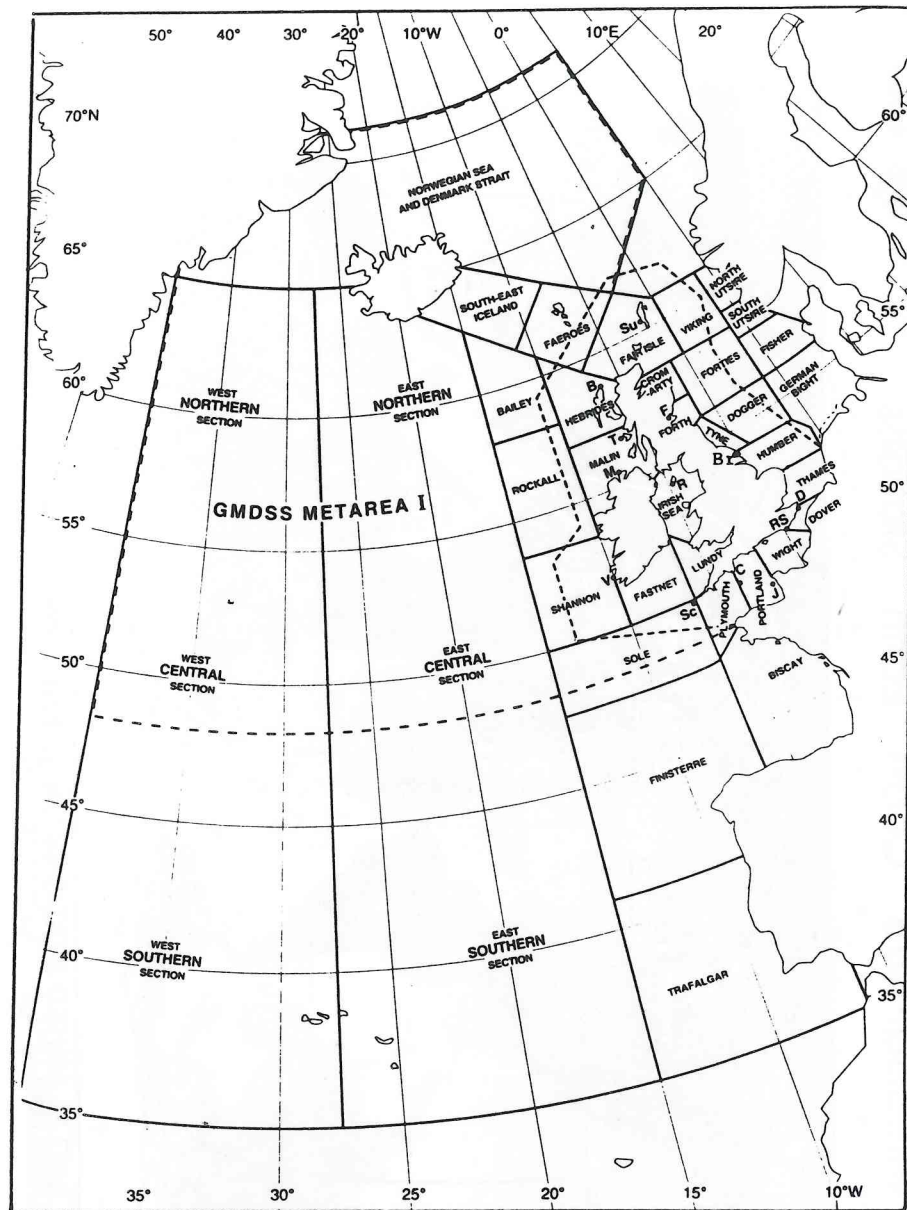 50° 40° 30° 20° 10°W 0° 10°E 20°
70°N
60°
NORWEGIAN SEA
AND DENMARK STRAIT
65°
NORTH
UTSIRE
SOUTH-EAST
ICELAND
FAEROES
Su
FAIR ISLE
VIKING
SOUTH
UTSIRE
55°
FISHER
60°
WEST
NORTHERN
SECTION
EAST
NORTHERN
SECTION
BAILEY
B
HEBRIDES
CROM
-ARTY
FORTIES
GERMAN
BIGHT
F
FORTH
DOGGER
TYNE
T
MALIN
M
Br
HUMBER
ROCKALL
THAMES
50°
GMDSS METAREA I
R
IRISH
SEA
D
DOVER
55°
RS
WIGHT
LUNDY
V
SHANNON
FASTNET
C
J
Sc
PLYMOUTH
PORTLAND
50°
WEST
CENTRAL
SECTION
EAST
CENTRAL
SECTION
SOLE
BISCAY
45°
FINISTERRE
45°
40°
WEST
SOUTHERN
SECTION
EAST
SOUTHERN
SECTION
40°
TRAFALGAR
35°
35°
35° 30° 25° 20° 15° 10°W